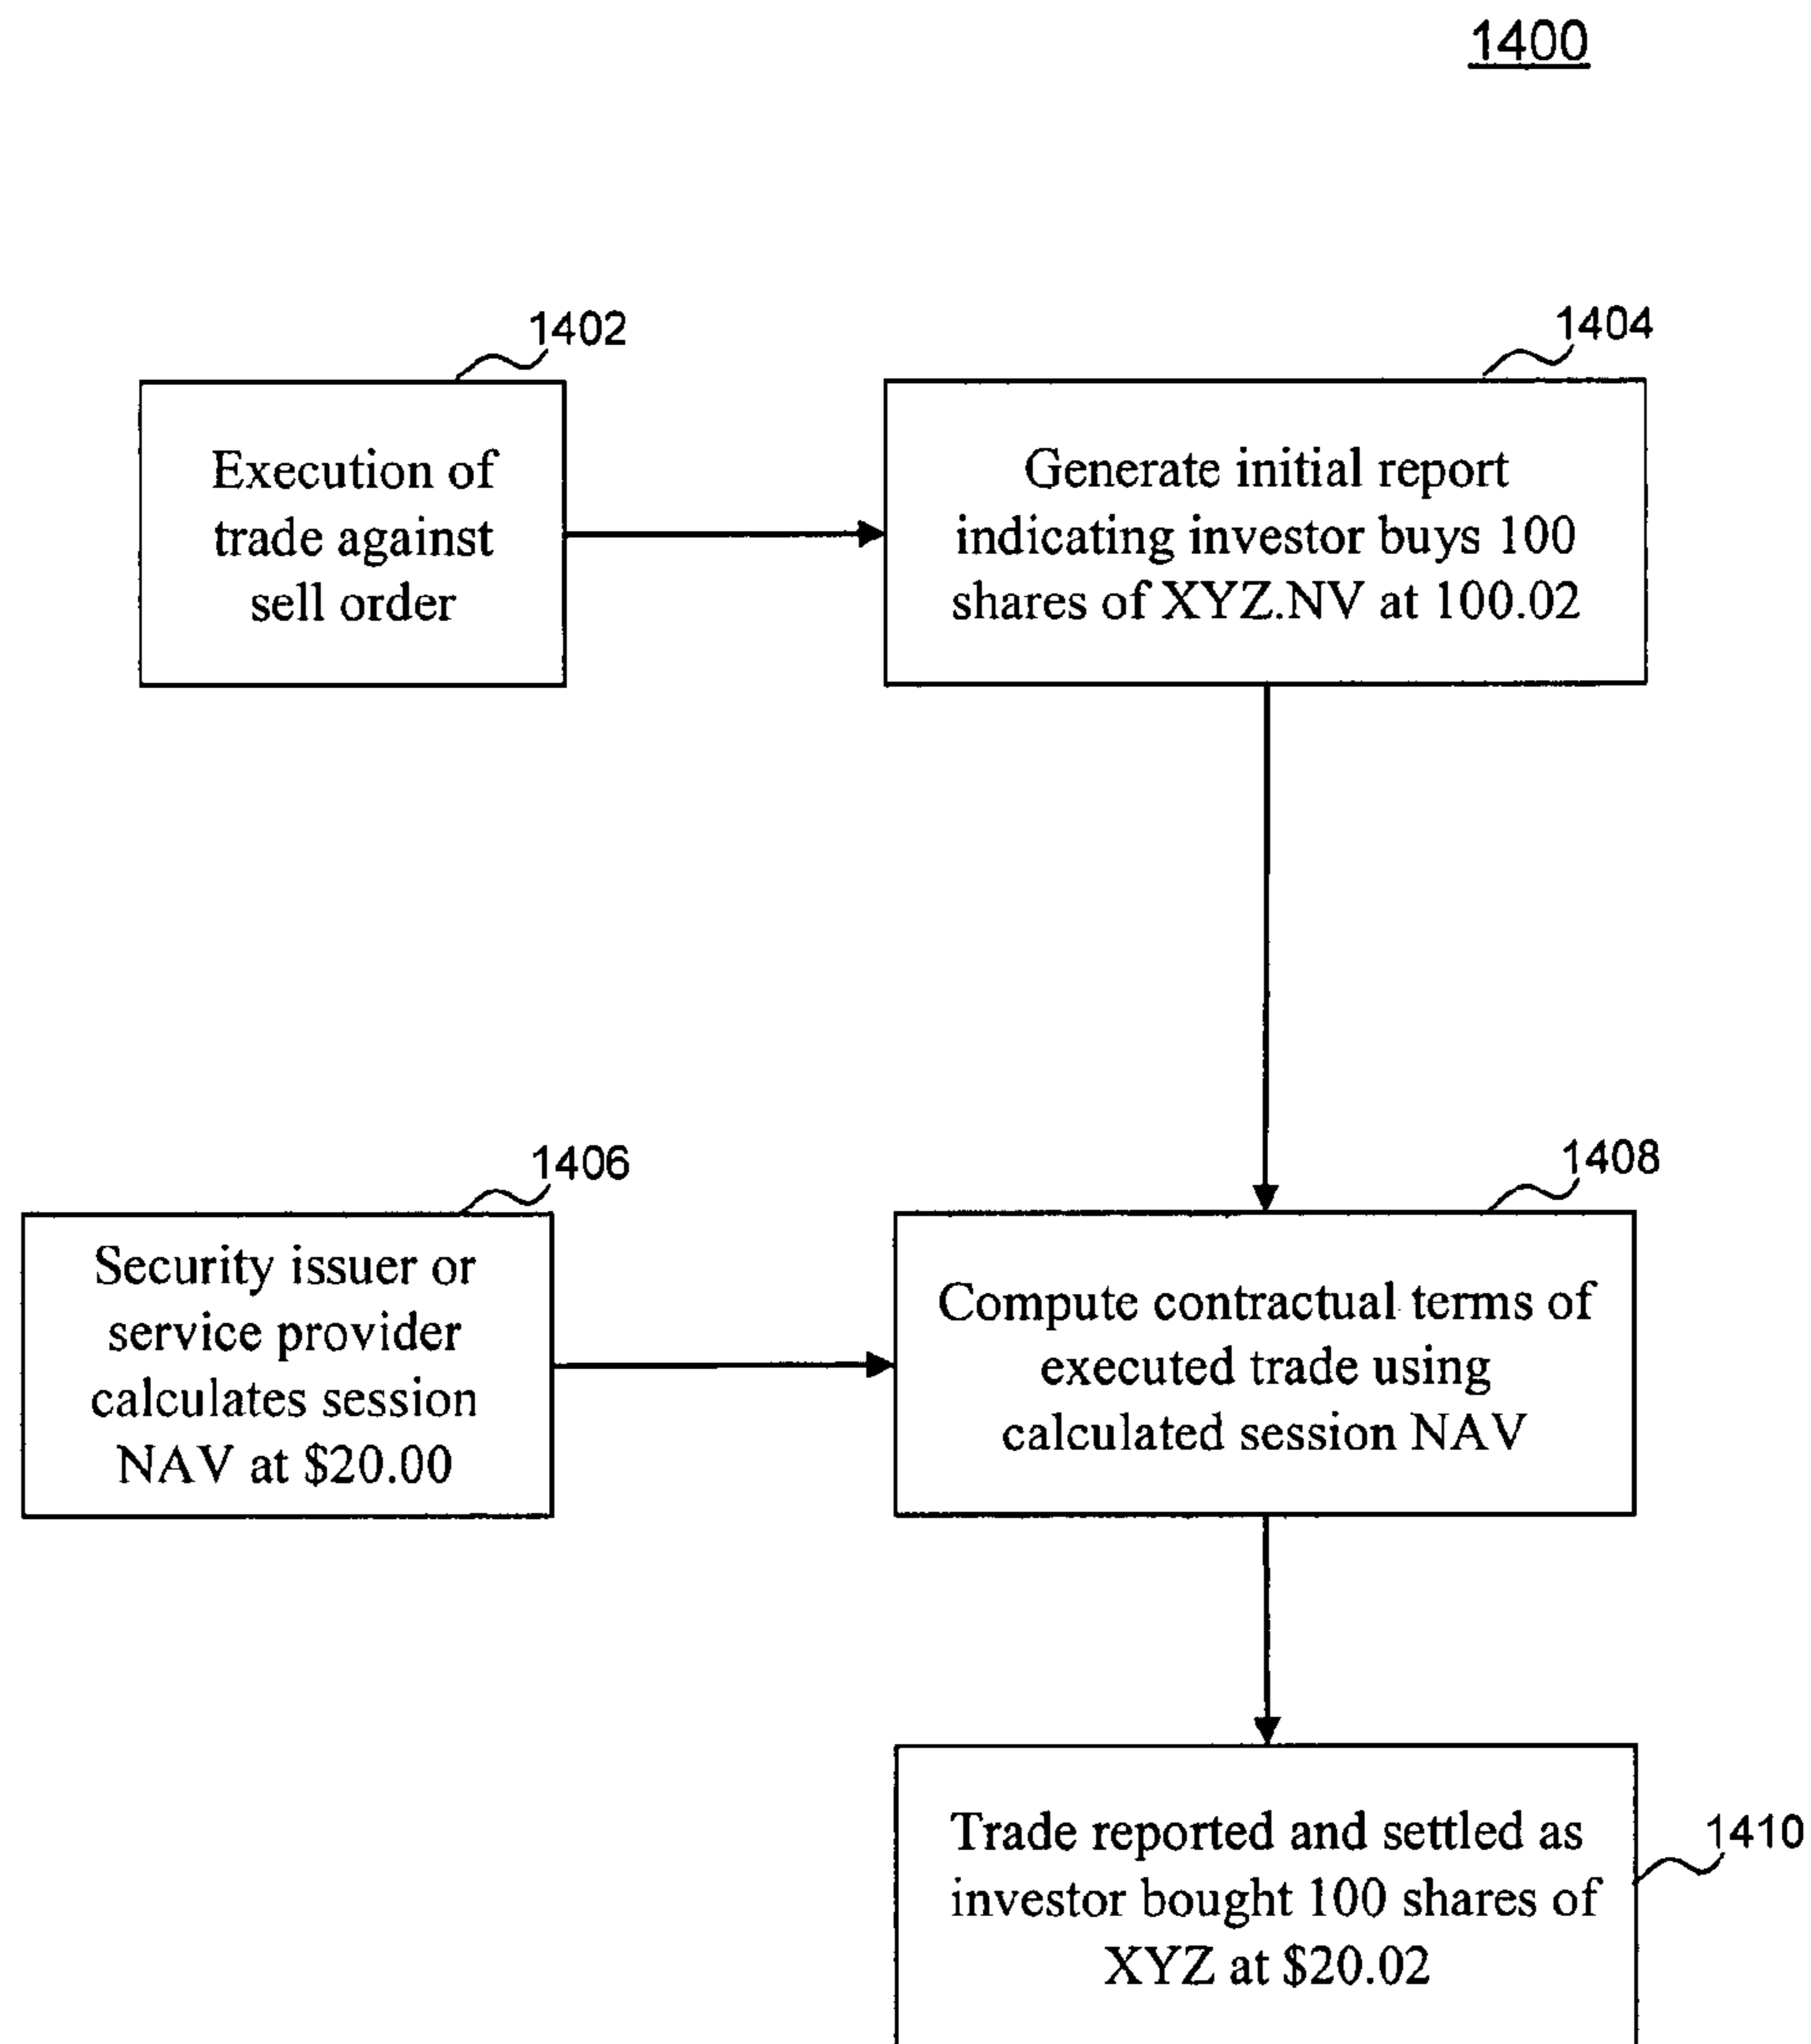 1400
1402
Execution of
trade against
sell order
1404
Generate initial report
indicating investor buys 100
shares of XYZ.NV at 100.02
1406
Security issuer or
service provider
calculates session
NAV at $20.00
1408
Compute contractual terms of
executed trade using
calculated session NAV
1410
Trade reported and settled as
investor bought 100 shares of
XYZ at $20.02